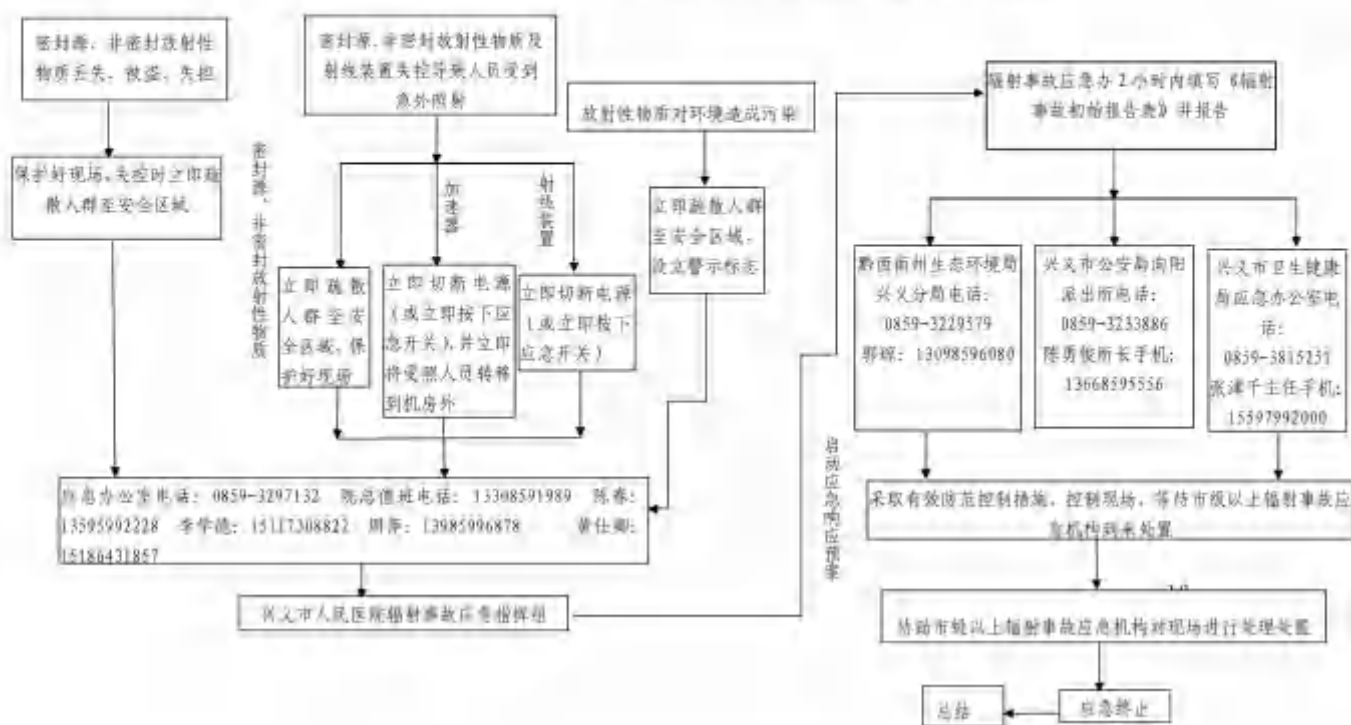 密封源、非密封放射性
物质丢失、被盗、失控
保护好现场、失控时立即疏
散人群至安全区域
密封源、非密封放射性物质及
射线装置失控导致人员受到
意外照射
密封源、非密封放射性物质
加速器
射线装置
立即疏散
人群至安
全区域、保
护好现场
立即切断电源
(或立即按下应
急开关),并立即
将受照人员转移
到机房外
立即切断电源
(或立即按下
应急开关)
放射性物质对环境造成污染
立即疏散人群
至安全区域、
设立警示标志
应急办公室电话: 0859-3297132 院总值班电话: 13308591989 陈春:
13595992228 李学德: 15117308822 周萍: 13985996878 黄仕卿:
15186431857
兴义市人民医院辐射事故应急指挥组
启动应急响应预案
辐射事故应急办2小时内填写《辐射
事故初始报告表》并报告
黔西南州生态环境局
兴义分局电话:
0859-3229379
郭琼: 13098596080
兴义市公安局向阳
派出所电话:
0859-3233886
陈勇俊所长手机:
13668595556
兴义市卫生健康
局应急办公室电
话:
0859-3815251
主任手机:
15597992000
采取有效防范控制措施、控制现场、等待市级以上辐射事故应
急机构到来处置
协助市级以上辐射事故应急机构对现场进行处理处置
应急终止
总结